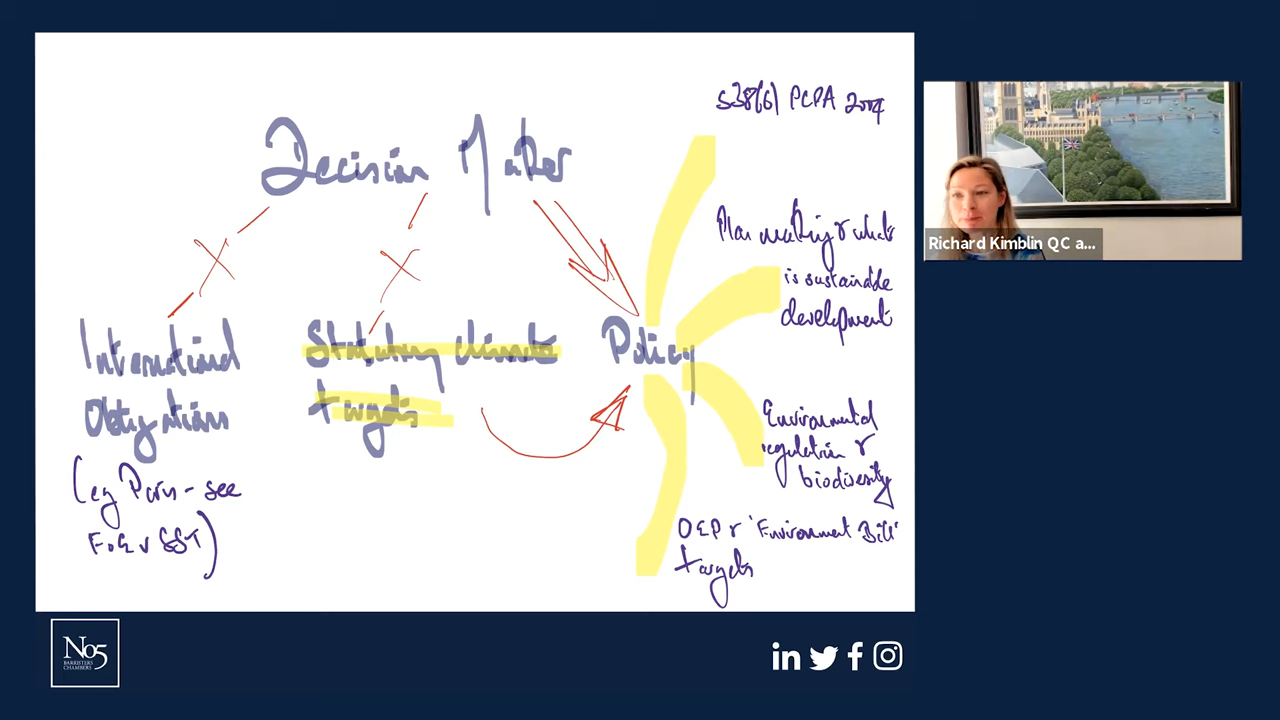 s38(6) PCPA 2004
Decision Maker
Plan making & what
is sustainable
development
Richard Kimblin QC a...
International
Obligations
(eg Paris - see
FoE v SST)
Statutory climate
targets
Policy
Environmental
regulation &
biodiversity
OEP & 'Environment Bill'
targets
No5
BARRISTERS
CHAMBERS
in
f